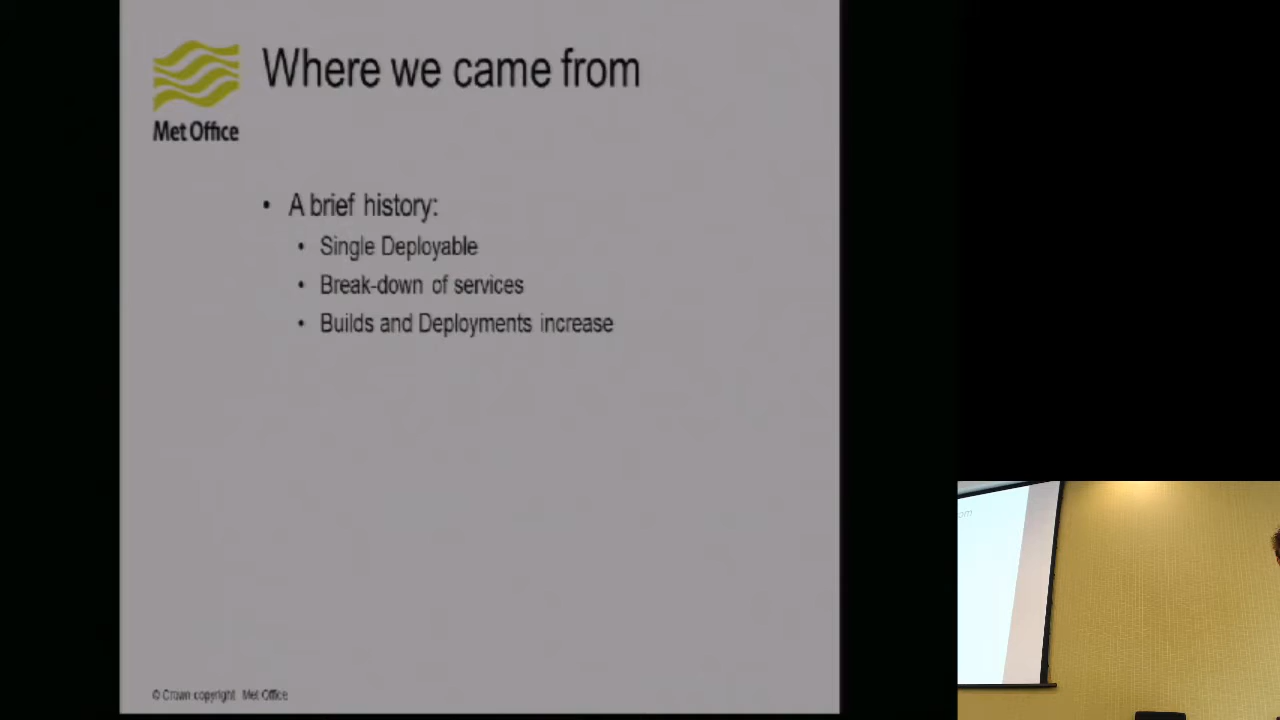 Where we came from
Met Office
• A brief history:
• Single Deployable
• Break-down of services
• Builds and Deployments increase
© Crown copyright Met Office
om